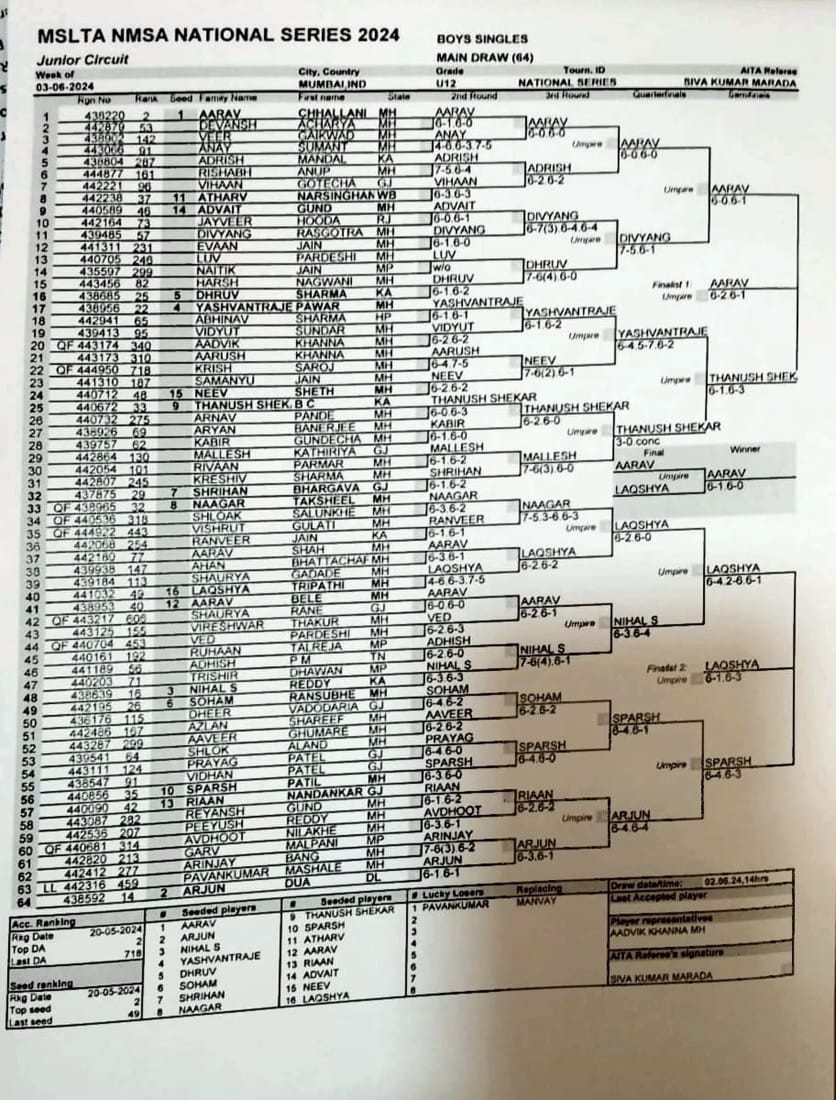 MSLTA NMSA NATIONAL SERIES 2024
BOYS SINGLES
Junior Circuit
MAIN DRAW (64)
Week of City, Country Grade Tourn. ID AITA Referee
03-06-2024 MUMBAI,IND U12 NATIONAL SERIES SIVA KUMAR MARADA
Rgn No Rank Seed Family Name First name State 2nd Round 3rd Round Quarterfinals Semifinals
1 438220 2 1 AARAV CHHALLANI MH
2 442879 53 DEVANSH ACHARYA MH
3 438902 142 VEER GAIKWAD MH
4 443066 91 ANAY SUMANT MH
5 438804 287 ADRISH MANDAL KA
6 444877 161 RISHABH ANUP MH
7 442221 96 VIHAAN GOTECHA GJ
8 442238 37 11 ATHARV NARSINGHAN WB
9 440589 46 14 ADVAIT GUND MH
10 442164 73 JAYVEER HOODA RJ
11 439485 57 DIVYANG RASGOTRA MH
12 441311 231 EVAAN JAIN MH
13 440705 246 LUV PARDESHI MH
14 435597 299 NAITIK JAIN MP
15 443456 82 HARSH NAGWANI MH
16 438685 25 5 DHRUV SHARMA KA
17 438956 22 4 YASHVANTRAJE PAWAR MH
18 442941 65 ABHINAV SHARMA HP
19 439413 95 VIDYUT SUNDAR MH
20 QF 443174 340 AADVIK KHANNA MH
21 443173 310 AARUSH KHANNA MH
22 QF 444950 718 KRISH SAROJ MH
23 441310 187 SAMANYU JAIN MH
24 440712 48 15 NEEV SHETH MH
25 440672 33 9 THANUSH SHEK. B C KA
26 440732 275 ARNAV PANDE MH
27 438926 69 ARYAN BANERJEE MH
28 439757 62 KABIR GUNDECHA MH
29 442864 130 MALLESH KATHIRIYA GJ
30 442054 101 RIVAAN PARMAR MH
31 442807 245 KRESHIV SHARMA MH
32 437875 29 7 SHRIHAN BHARGAVA GJ
33 QF 438965 32 8 NAAGAR TAKSHEEL MH
34 QF 440536 318 SHLOAK SALUNKHE MH
35 QF 444922 443 VISHRUT GULATI MH
36 442068 254 RANVEER JAIN KA
37 442180 77 AARAV SHAH MH
38 439938 147 AHAN BHATTACHAR MH
39 439184 113 SHAURYA GADADE MH
40 441032 49 16 LAQSHYA TRIPATHI MH
41 438953 40 12 AARAV BELE MH
42 QF 443217 605 SHAURYA RANE GJ
43 443125 155 VIRESHWAR THAKUR MH
44 QF 440704 453 VED PARDESHI MH
45 440161 192 RUHAAN TALREJA MP
46 441189 56 ADHISH P M TN
47 440203 71 TRISHIR DHAWAN MP
48 438639 16 3 NIHAL S REDDY KA
49 442195 26 6 SOHAM RANSUBHE MH
50 436176 115 DHEER VADODARIA GJ
51 442486 167 AZLAN SHAREEF MH
52 443287 299 AAVEER GHUMARE MH
53 439541 64 SHLOK ALAND MH
54 443111 124 PRAYAG PATEL GJ
55 438547 91 VIDHAN PATEL GJ
56 440856 35 10 SPARSH PATIL MH
57 440090 42 13 RIAAN NANDANKAR GJ
58 443087 282 REYANSH GUND MH
59 442536 207 PEEYUSH REDDY MH
60 QF 440681 314 AVDHOOT NILAKHE MH
61 442820 213 GARV MALPANI MP
62 442412 277 ARINJAY BANG MH
63 LL 442316 459 PAVANKUMAR MASHALE MH
64 438592 14 2 ARJUN DUA DL
AARAV
6-1.6-0
ANAY
4-6.6-3.7-5
ADRISH
7-5.6-4
VIHAAN
6-3.6-3
ADVAIT
6-0.6-1
DIVYANG
6-1.6-0
LUV
w/o
DHRUV
6-1.6-2
YASHVANTRAJE
6-1.6-1
VIDYUT
6-2.6-2
AARUSH
6-4.7-5
NEEV
6-2.6-2
THANUSH SHEKAR
6-0.6-3
KABIR
6-1.6-0
MALLESH
6-1.6-2
SHRIHAN
6-1.6-2
NAAGAR
6-3.6-2
RANVEER
6-1.6-1
AARAV
6-3.6-1
LAQSHYA
4-6.6-3.7-5
AARAV
6-0.6-0
VED
6-2.6-3
ADHISH
6-2.6-0
NIHAL S
6-3.6-3
SOHAM
6-4.6-2
AAVEER
6-2.6-2
PRAYAG
6-4.6-0
SPARSH
6-3.6-0
RIAAN
6-1.6-2
AVDHOOT
6-3.6-1
ARINJAY
7-6(3).6-2
ARJUN
6-1.6-1
AARAV
6-0.6-0
ADRISH
6-2.6-2
DIVYANG
6-7(3).6-4.6-4
DHRUV
7-6(4).6-0
YASHVANTRAJE
6-1.6-2
NEEV
7-6(2).6-1
THANUSH SHEKAR
6-2.6-0
MALLESH
7-6(3).6-0
NAAGAR
7-5.3-6.6-3
LAQSHYA
6-2.6-2
AARAV
6-2.6-1
NIHAL S
7-6(4).6-1
SOHAM
6-2.6-2
SPARSH
6-4.6-0
RIAAN
6-2.6-2
ARJUN
6-3.6-1
Umpire
AARAV
6-0.6-0
Umpire
DIVYANG
7-5.6-1
Umpire
YASHVANTRAJE
6-4.5-7.6-2
Umpire
THANUSH SHEKAR
3-0 conc
Final
AARAV
LAQSHYA
Umpire
LAQSHYA
6-2.6-0
Umpire
NIHAL S
6-3.6-4
SPARSH
6-4.6-1
Umpire
ARJUN
6-4.6-4
Umpire
AARAV
6-0.6-1
Finalist 1:
AARAV
Umpire
6-2.6-1
Umpire
THANUSH SHEK
6-1.6-3
Winner
Umpire
AARAV
6-1.6-0
Umpire
LAQSHYA
6-4.2-6.6-1
Finalist 2:
LAQSHYA
Umpire
6-1.6-3
Umpire
SPARSH
6-4.6-3
Acc. Ranking
Rkg Date 20-05-2024
Top DA 2
Last DA 718
Seed ranking
Rkg Date 20-05-2024
Top seed 2
Last seed 49
# Seeded players
1 AARAV
2 ARJUN
3 NIHAL S
4 YASHVANTRAJE
5 DHRUV
6 SOHAM
7 SHRIHAN
8 NAAGAR
# Seeded players
9 THANUSH SHEKAR
10 SPARSH
11 ATHARV
12 AARAV
13 RIAAN
14 ADVAIT
15 NEEV
16 LAQSHYA
# Lucky Losers Replacing
1 PAVANKUMAR MANVAY
2
3
4
5
6
7
8
Draw date/time: 02.06.24,14hrs
Last Accepted player
Player representatives
AADVIK KHANNA MH
AITA Referee's signature
SIVA KUMAR MARADA